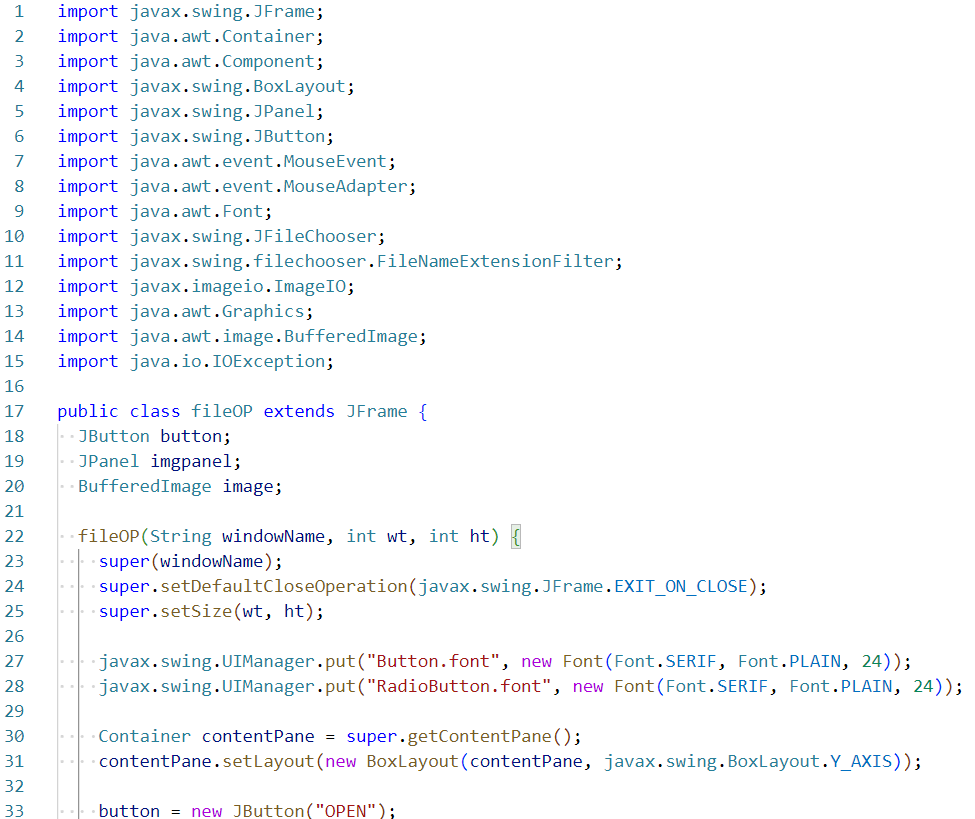 1 import javax.swing.JFrame;
2 import java.awt.Container;
3 import java.awt.Component;
4 import javax.swing.BoxLayout;
5 import javax.swing.JPanel;
6 import javax.swing.JButton;
7 import java.awt.event.MouseEvent;
8 import java.awt.event.MouseAdapter;
9 import java.awt.Font;
10 import javax.swing.JFileChooser;
11 import javax.swing.filechooser.FileNameExtensionFilter;
12 import javax.imageio.ImageIO;
13 import java.awt.Graphics;
14 import java.awt.image.BufferedImage;
15 import java.io.IOException;
16
17 public class fileOP extends JFrame {
18   JButton button;
19   JPanel imgpanel;
20   BufferedImage image;
21
22   fileOP(String windowName, int wt, int ht) {
23     super(windowName);
24     super.setDefaultCloseOperation(javax.swing.JFrame.EXIT_ON_CLOSE);
25     super.setSize(wt, ht);
26
27     javax.swing.UIManager.put("Button.font", new Font(Font.SERIF, Font.PLAIN, 24));
28     javax.swing.UIManager.put("RadioButton.font", new Font(Font.SERIF, Font.PLAIN, 24));
29
30     Container contentPane = super.getContentPane();
31     contentPane.setLayout(new BoxLayout(contentPane, javax.swing.BoxLayout.Y_AXIS));
32
33     button = new JButton("OPEN");